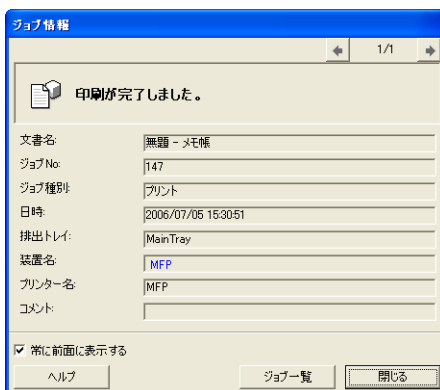 ジョブ情報
1/1
印刷が完了しました。
文書名: 無題 - メモ帳
ジョブNo: 147
ジョブ種別: プリント
日時: 2006/07/05 15:30:51
排出トレイ: MainTray
装置名: MFP
プリンター名: MFP
コメント:
常に前面に表示する
ヘルプ ジョブ一覧 閉じる